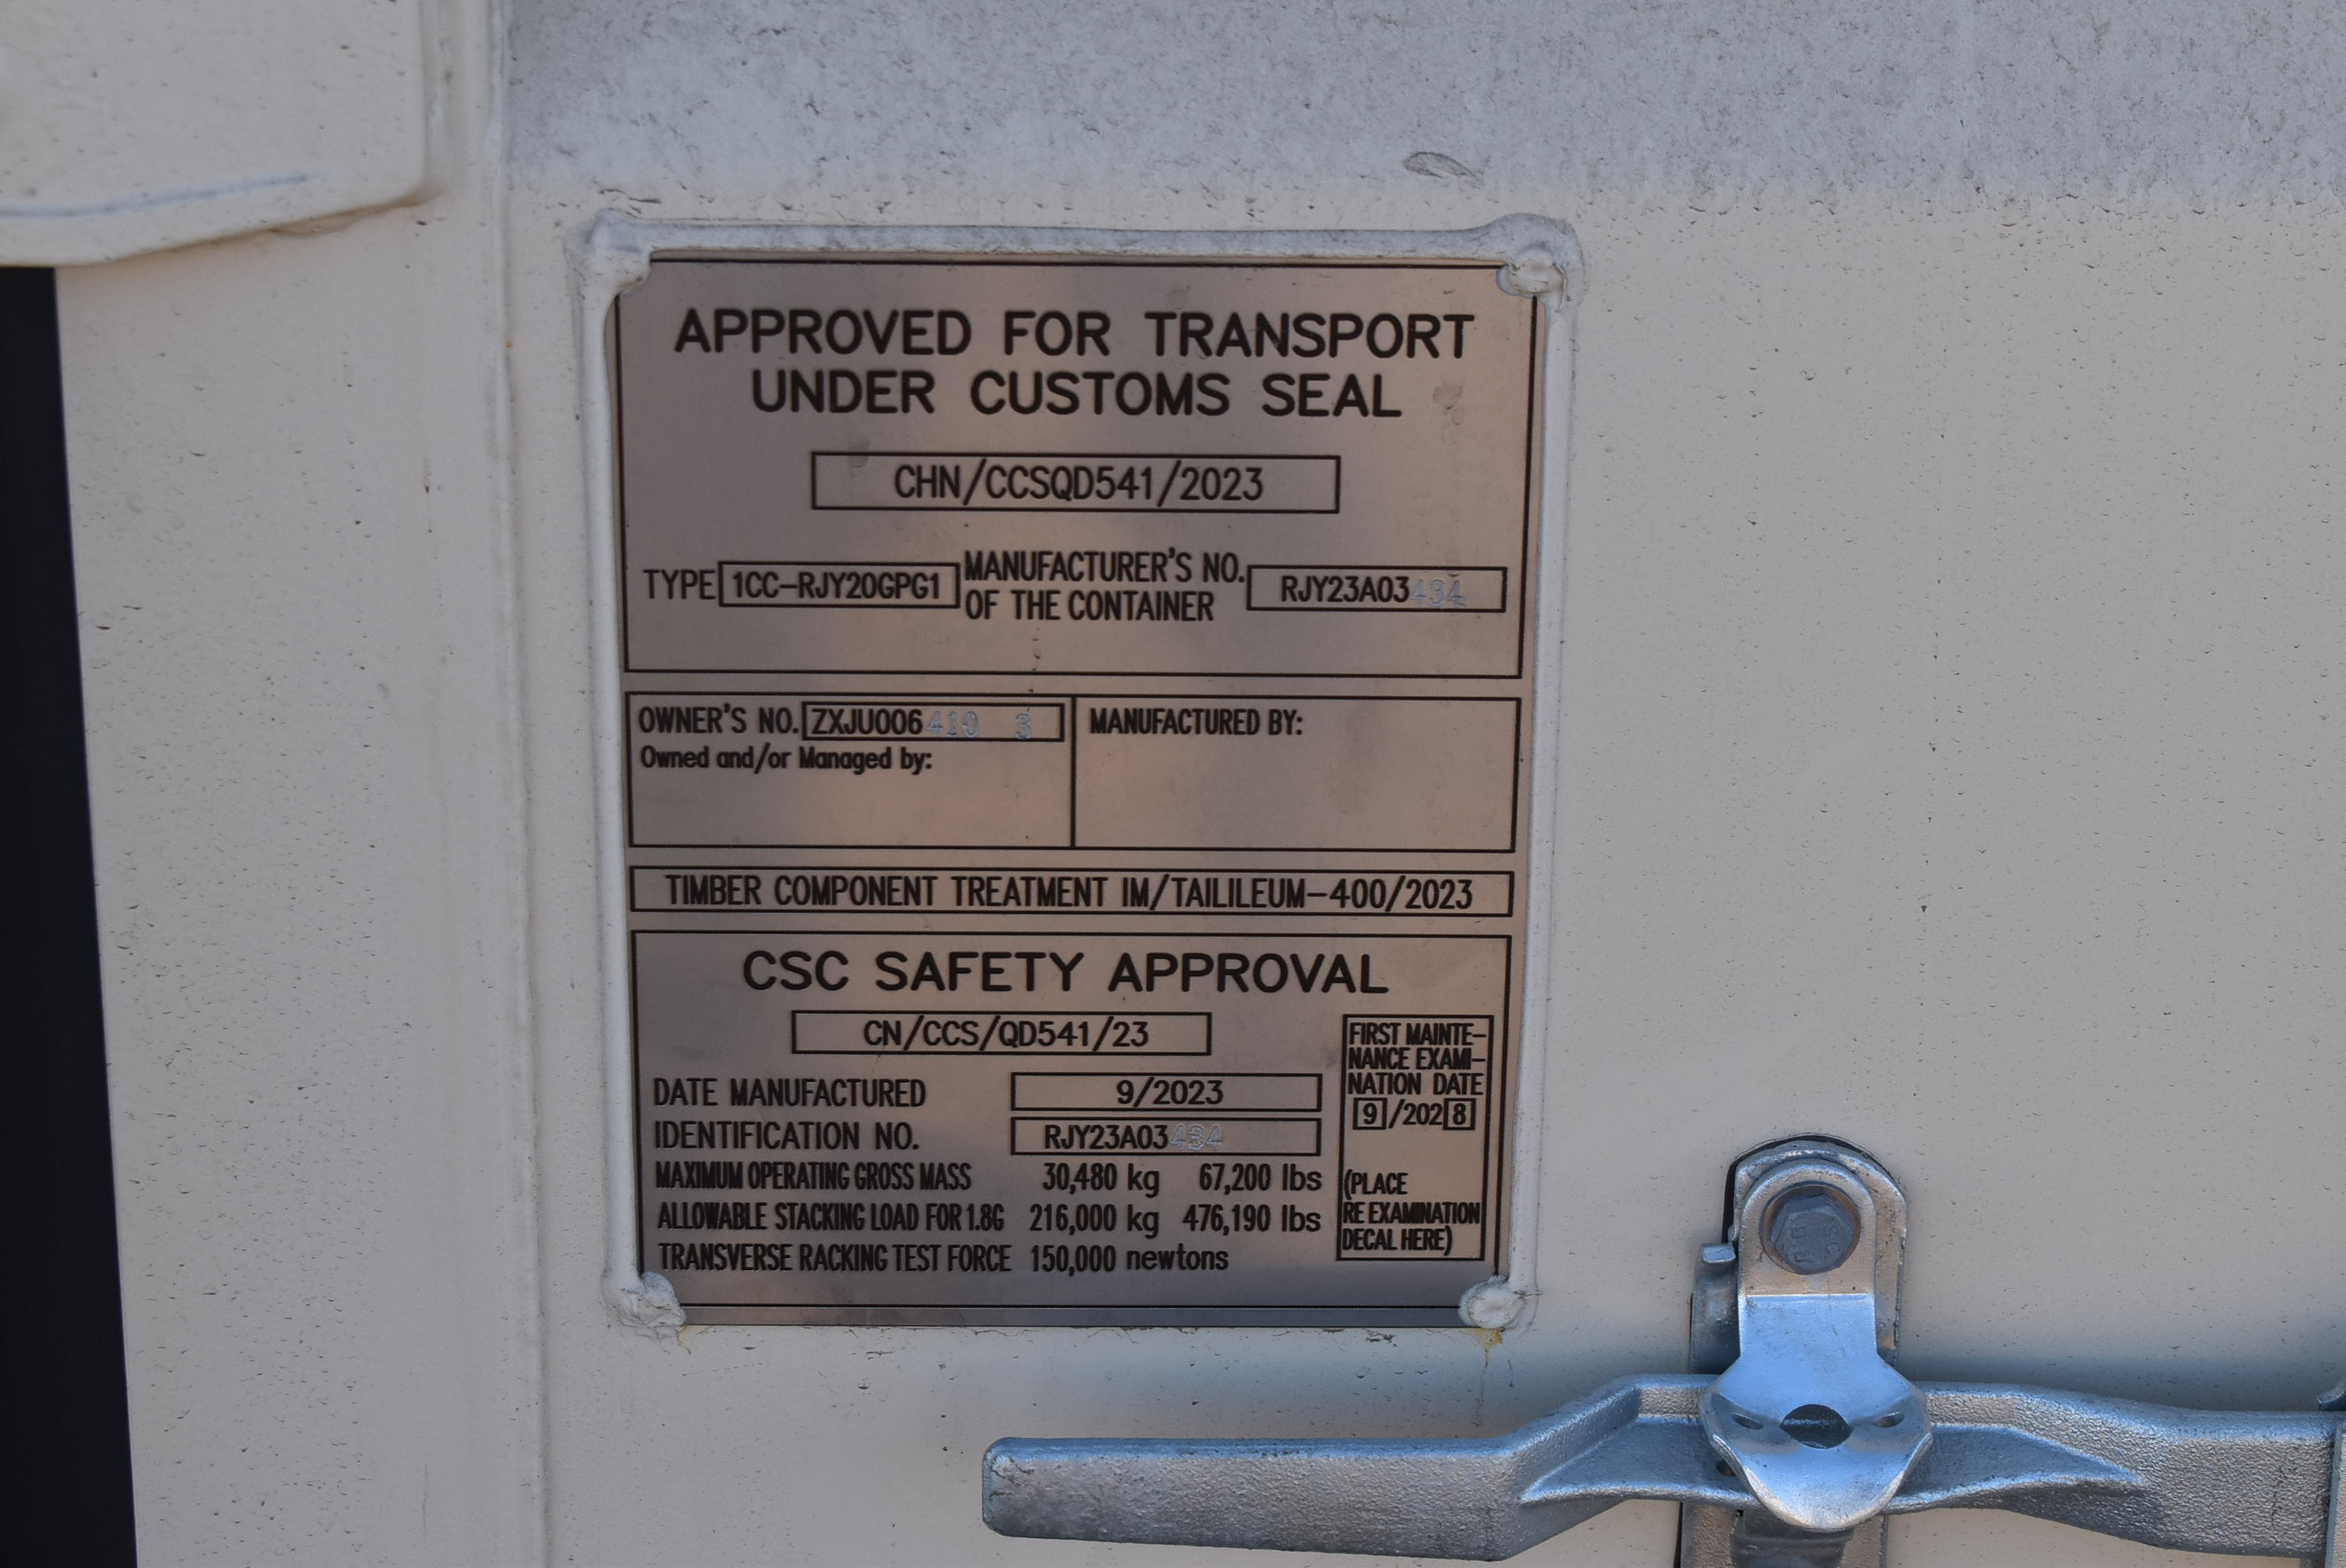 APPROVED FOR TRANSPORT
UNDER CUSTOMS SEAL
CHN/CCSQD541/2023
TYPE 1CC-RJY20GPG1 MANUFACTURER'S NO. OF THE CONTAINER RJY23A03434
OWNER'S NO. ZXJU006410 3
Owned and/or Managed by:
MANUFACTURED BY:
TIMBER COMPONENT TREATMENT IM/TAILILEUM-400/2023
CSC SAFETY APPROVAL
CN/CCS/QD541/23
DATE MANUFACTURED 9/2023
IDENTIFICATION NO. RJY23A03434
MAXIMUM OPERATING GROSS MASS 30,480 kg 67,200 lbs
ALLOWABLE STACKING LOAD FOR 1.8G 216,000 kg 476,190 lbs
TRANSVERSE RACKING TEST FORCE 150,000 newtons
FIRST MAINTE-
NANCE EXAMI-
NATION DATE
9/2028
(PLACE
RE EXAMINATION
DECAL HERE)